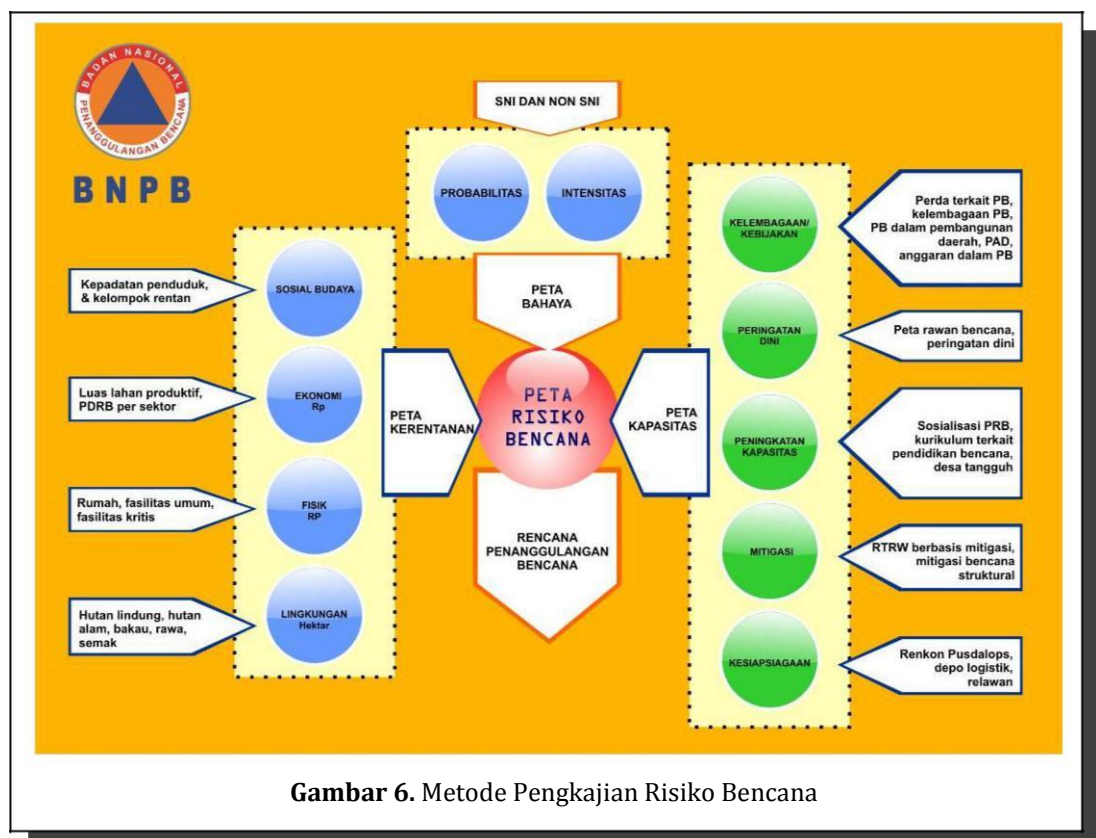 BADAN NASIONAL
PENANGGULANGAN BENCANA
BNPB
SNI DAN NON SNI
PROBABILITAS
INTENSITAS
PETA
BAHAYA
Kepadatan penduduk,
& kelompok rentan
SOSIAL BUDAYA
Luas lahan produktif,
PDRB per sektor
EKONOMI
Rp
Rumah, fasilitas umum,
fasilitas kritis
FISIK
RP
Hutan lindung, hutan
alam, bakau, rawa,
semak
LINGKUNGAN
Hektar
PETA
KERENTANAN
PETA
RISIKO
BENCANA
PETA
KAPASITAS
RENCANA
PENANGGULANGAN
BENCANA
KELEMBAGAAN/
KEBIJAKAN
Perda terkait PB,
kelembagaan PB,
PB dalam pembangunan
daerah, PAD,
anggaran dalam PB
PERINGATAN
DINI
Peta rawan bencana,
peringatan dini
PENINGKATAN
KAPASITAS
Sosialisasi PRB,
kurikulum terkait
pendidikan bencana,
desa tangguh
MITIGASI
RTRW berbasis mitigasi,
mitigasi bencana
struktural
KESIAPSIAGAAN
Renkon Pusdalops,
depo logistik,
relawan
Gambar 6. Metode Pengkajian Risiko Bencana